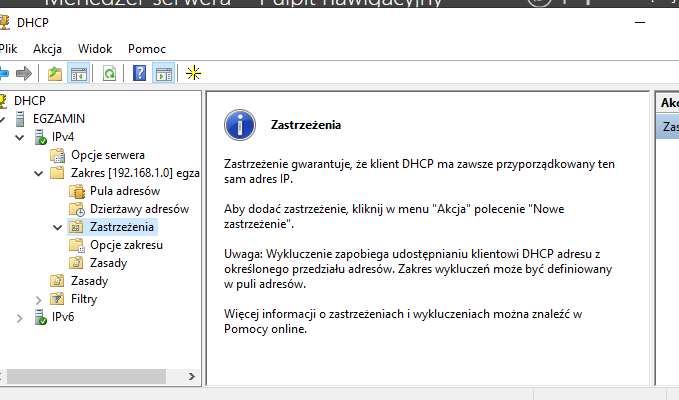 Menedżer serwera Pulpit nawigacyjny
DHCP
Plik Akcja Widok Pomoc
DHCP
EGZAMIN
IPv4
Opcje serwera
Zakres [192.168.1.0] egza
Pula adresów
Dzierżawy adresów
Zastrzeżenia
Opcje zakresu
Zasady
Zasady
Filtry
IPv6
Zastrzeżenia
Zastrzeżenie gwarantuje, że klient DHCP ma zawsze przyporządkowany ten
sam adres IP.
Aby dodać zastrzeżenie, kliknij w menu "Akcja" polecenie "Nowe
zastrzeżenie".
Uwaga: Wykluczenie zapobiega udostępnianiu klientowi DHCP adresu z
określonego przedziału adresów. Zakres wykluczeń może być definiowany
w puli adresów.
Więcej informacji o zastrzeżeniach i wykluczeniach można znaleźć w
Pomocy online.
Akc
Zas